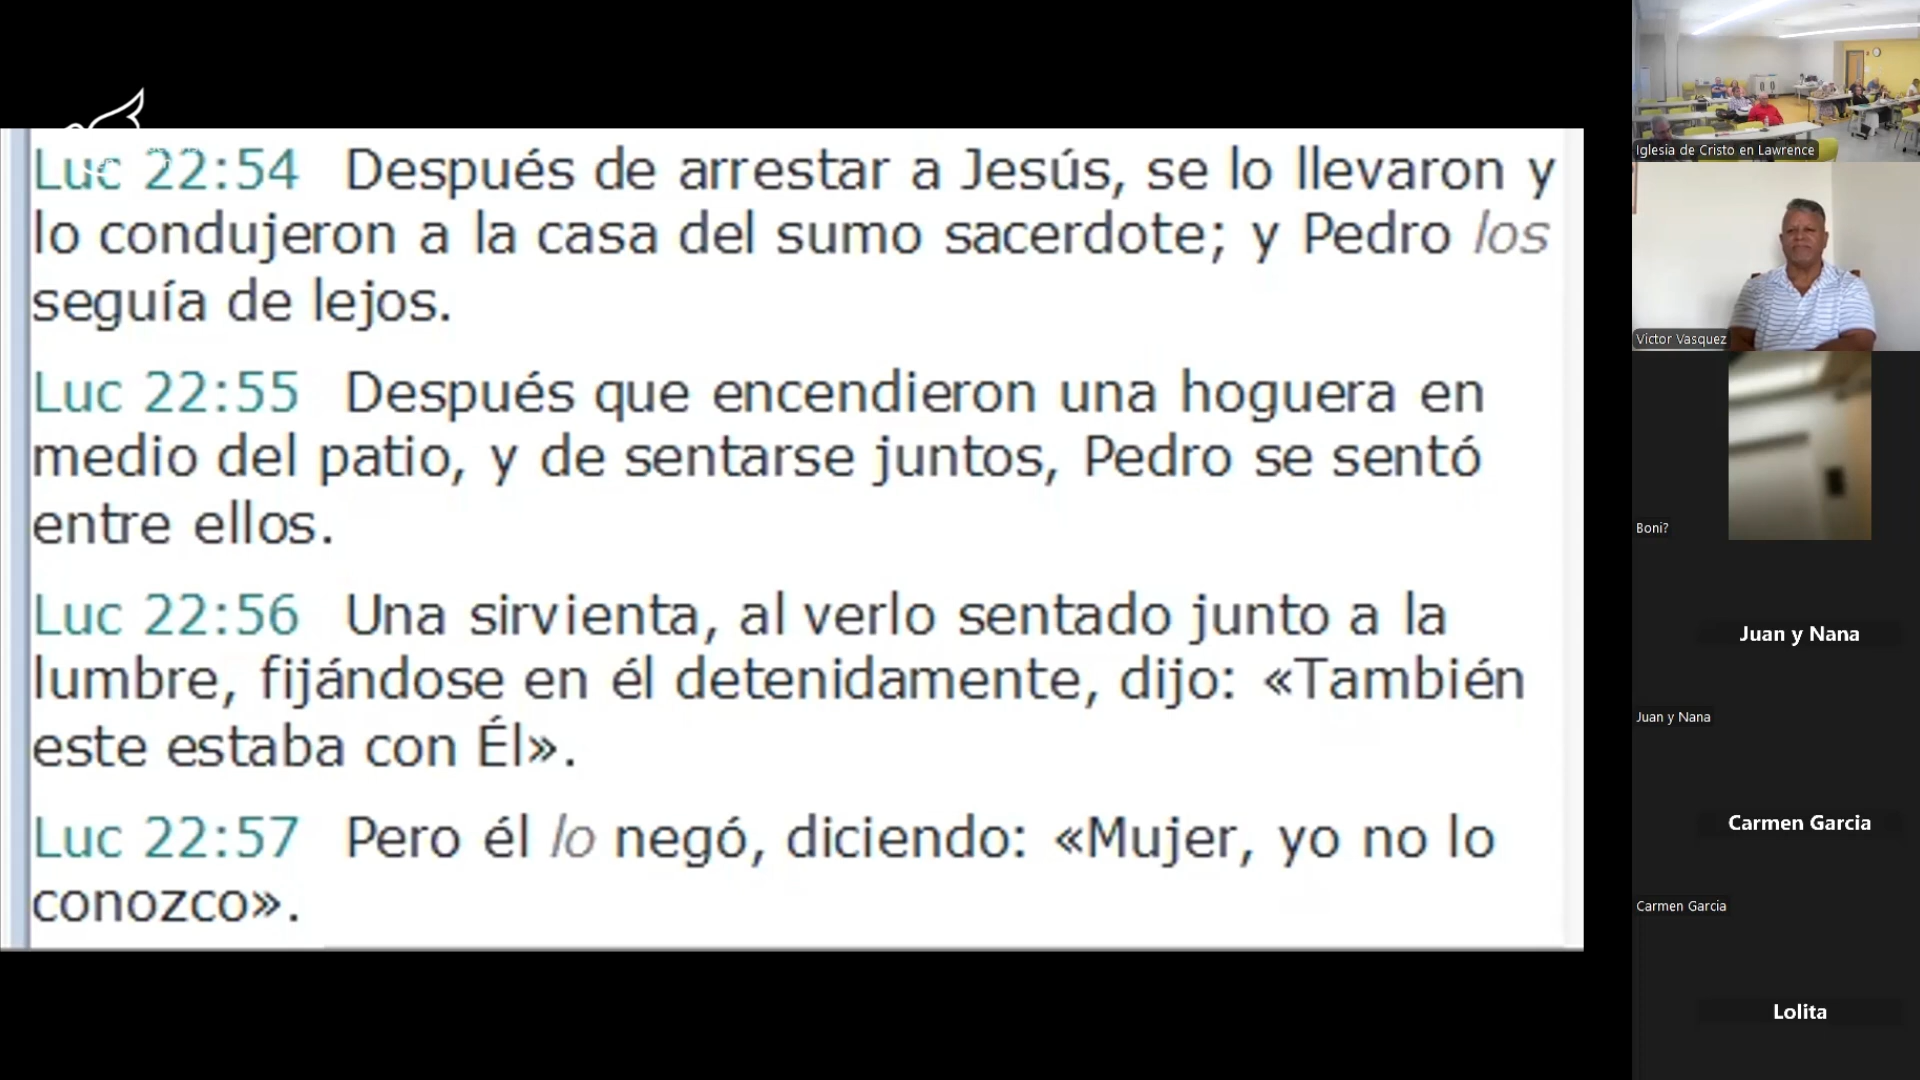 Luc 22:54 Después de arrestar a Jesús, se lo llevaron y
lo condujeron a la casa del sumo sacerdote; y Pedro los
seguía de lejos.
Luc 22:55 Después que encendieron una hoguera en
medio del patio, y de sentarse juntos, Pedro se sentó
entre ellos.
Luc 22:56 Una sirvienta, al verlo sentado junto a la
lumbre, fijándose en él detenidamente, dijo: «También
este estaba con Él».
Luc 22:57 Pero él lo negó, diciendo: «Mujer, yo no lo
conozco».
Iglesia de Cristo en Lawrence
Victor Vasquez
Boni?
Juan y Nana
Juan y Nana
Carmen Garcia
Carmen Garcia
Lolita